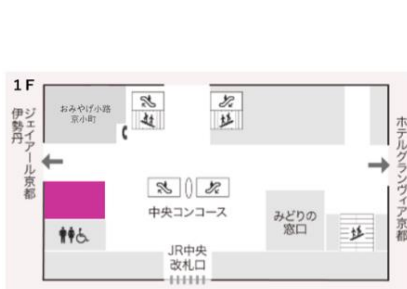 1F
おみやげ小路
京小町
ジェイアール京都
伊勢丹
ホテルグランヴィア京都
中央コンコース
みどりの
窓口
JR中央
改札口